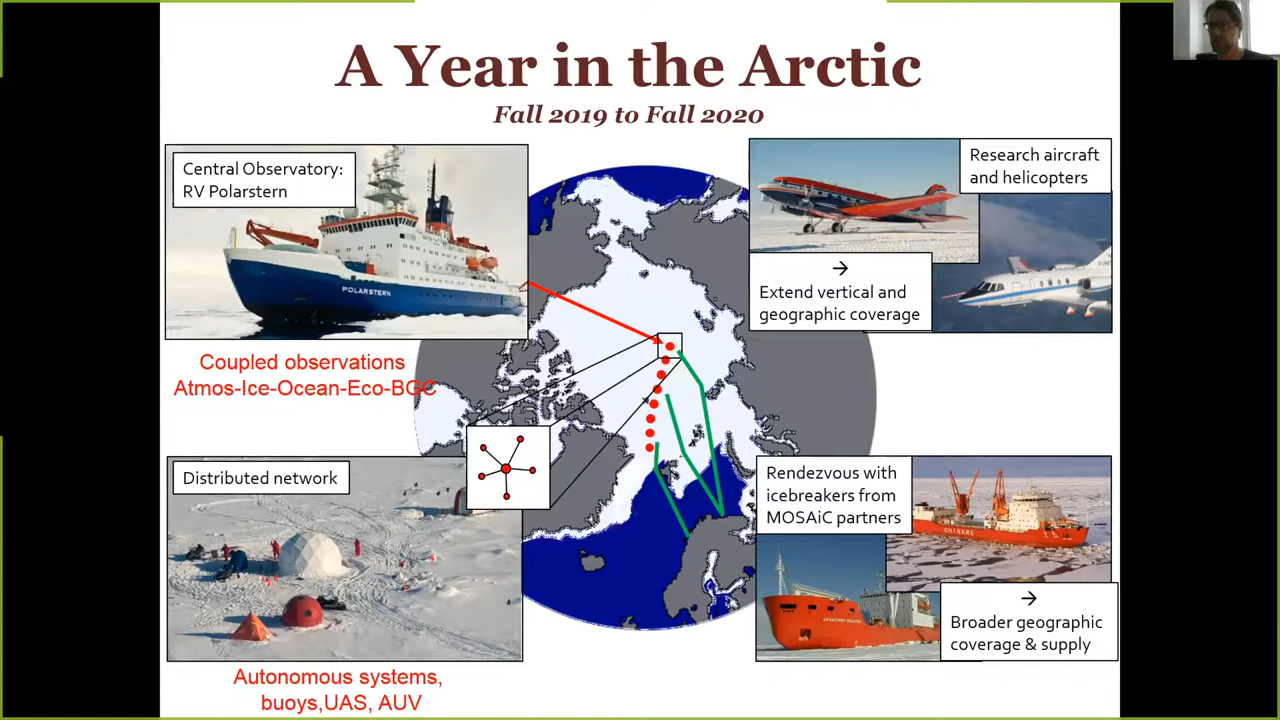 A Year in the Arctic
Fall 2019 to Fall 2020
Central Observatory:
RV Polarstern
POLARSTERN
Coupled observations
Atmos-Ice-Ocean-Eco-BGC
Research aircraft
and helicopters
→
Extend vertical and
geographic coverage
Distributed network
Autonomous systems,
buoys,UAS, AUV
Rendezvous with
icebreakers from
MOSAiC partners
CHINARE
→
Broader geographic
coverage & supply